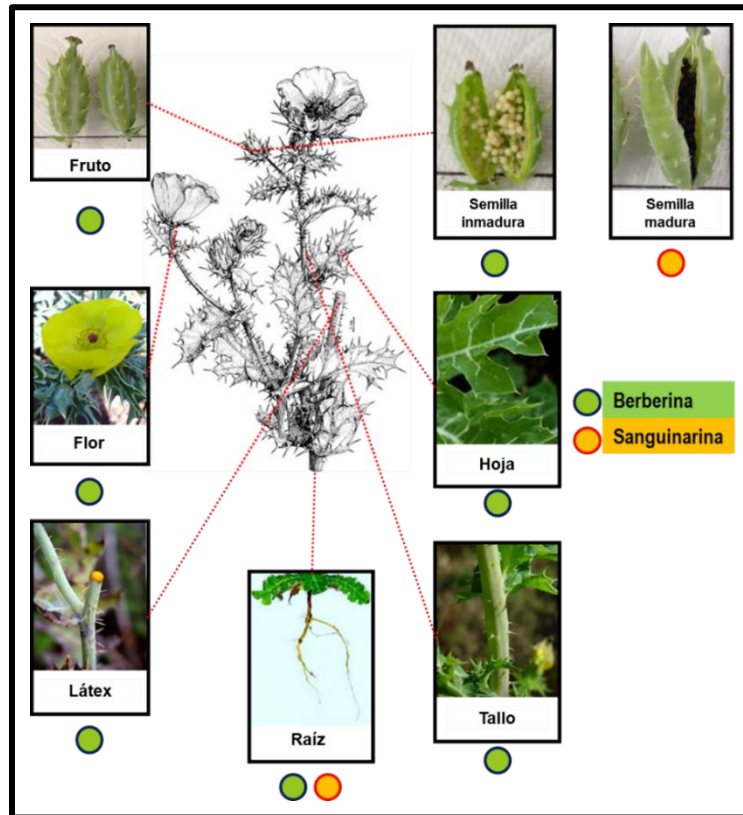 Fruto
Semilla
inmadura
Semilla
madura
Flor
Hoja
Berberina
Sanguinarina
Látex
Raíz
Tallo